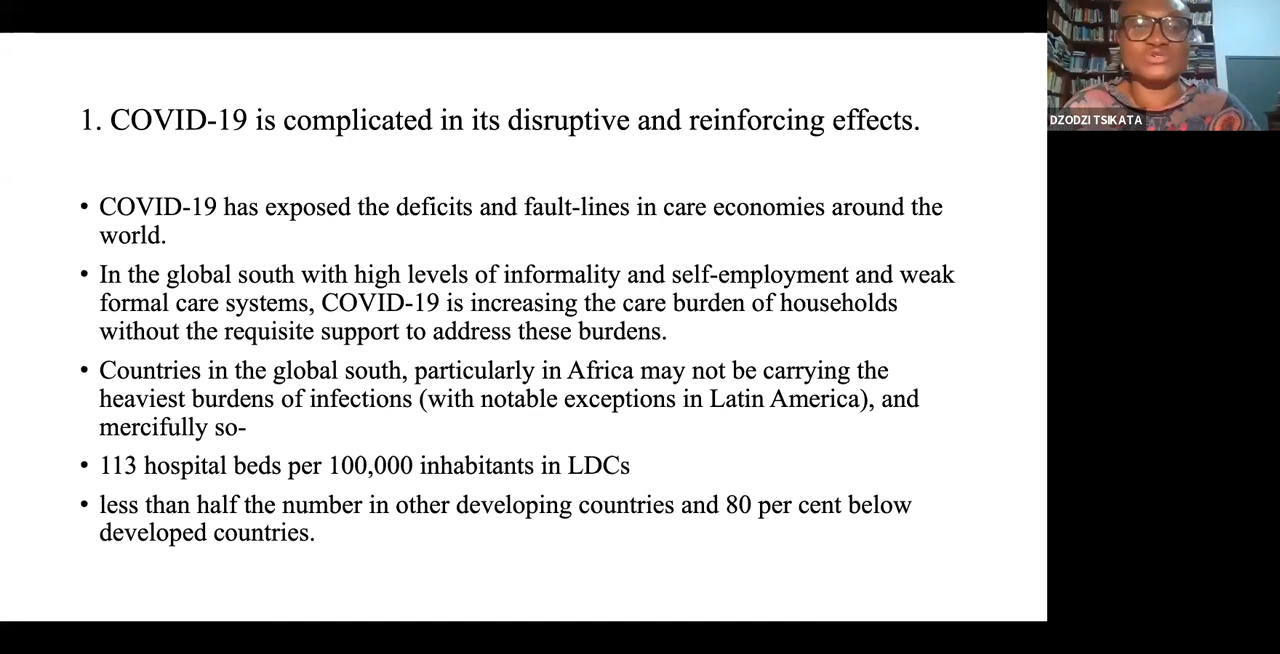 1. COVID-19 is complicated in its disruptive and reinforcing effects.
• COVID-19 has exposed the deficits and fault-lines in care economies around the
world.
• In the global south with high levels of informality and self-employment and weak
formal care systems, COVID-19 is increasing the care burden of households
without the requisite support to address these burdens.
• Countries in the global south, particularly in Africa may not be carrying the
heaviest burdens of infections (with notable exceptions in Latin America), and
mercifully so-
• 113 hospital beds per 100,000 inhabitants in LDCs
• less than half the number in other developing countries and 80 per cent below
developed countries.
DZODZI TSIKATA